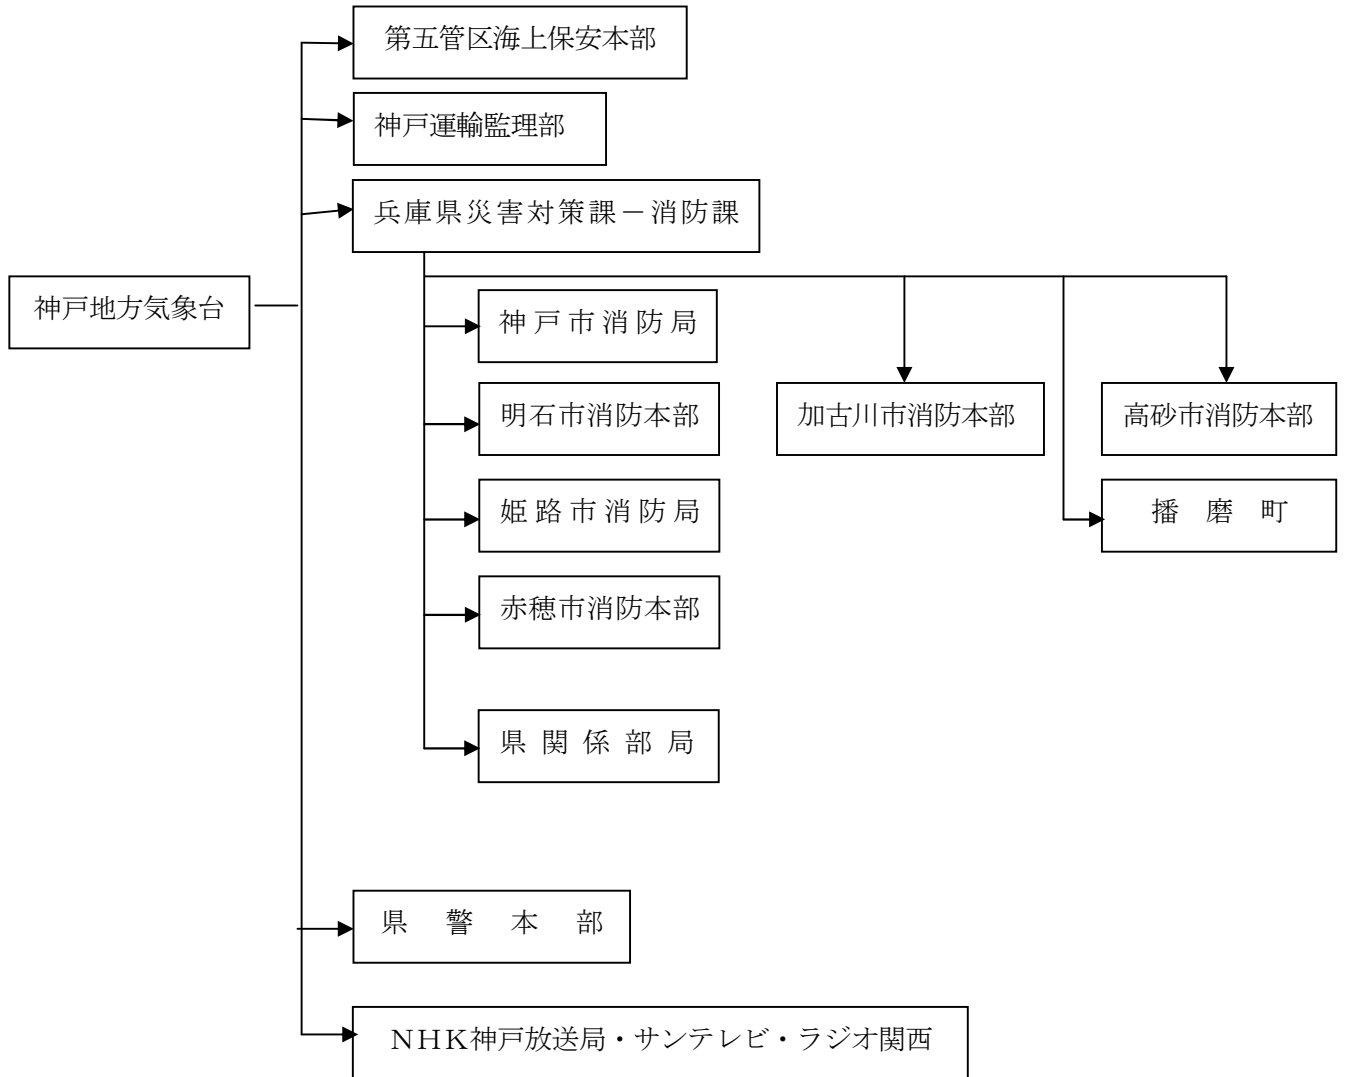 第五管区海上保安本部
神戸運輸監理部
兵庫県災害対策課－消防課
神戸地方気象台
神戸市消防局
明石市消防本部
加古川市消防本部
高砂市消防本部
姫路市消防局
播磨町
赤穂市消防本部
県関係部局
県警本部
ＮＨＫ神戸放送局・サンテレビ・ラジオ関西